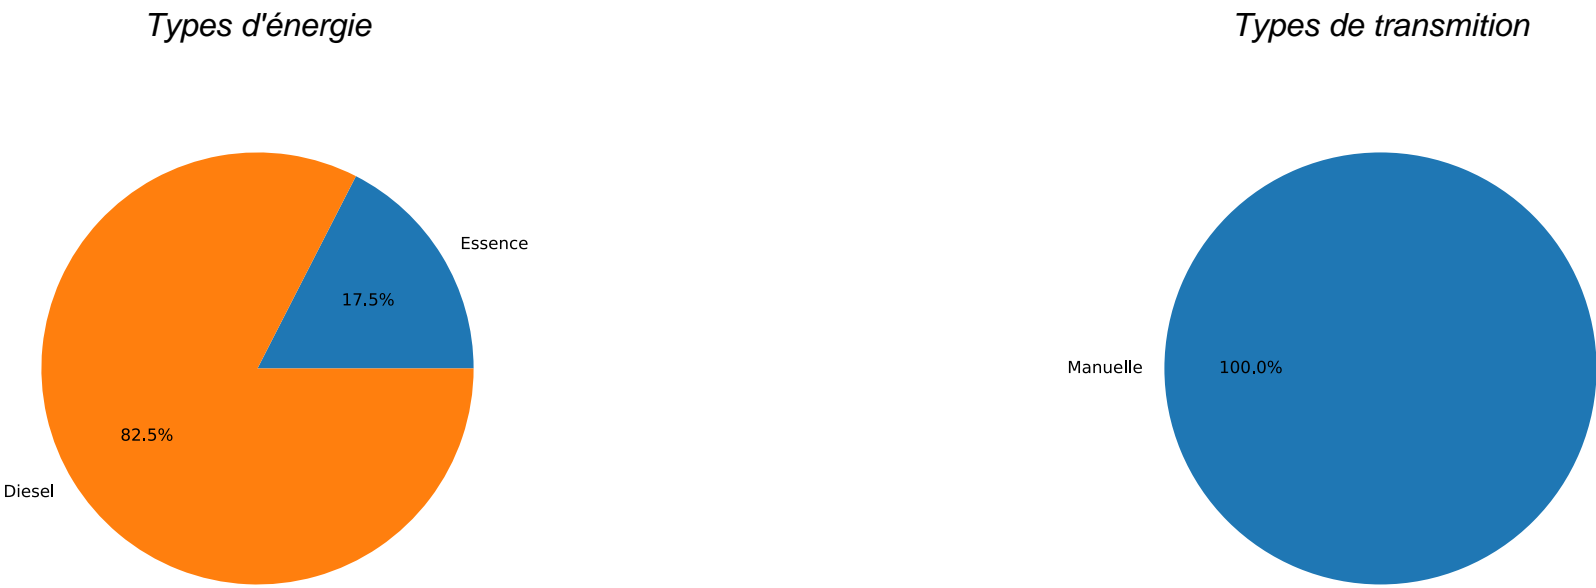 Types d'énergie
Types de transmition
Essence
17.5%
82.5%
Diesel
Manuelle
100.0%